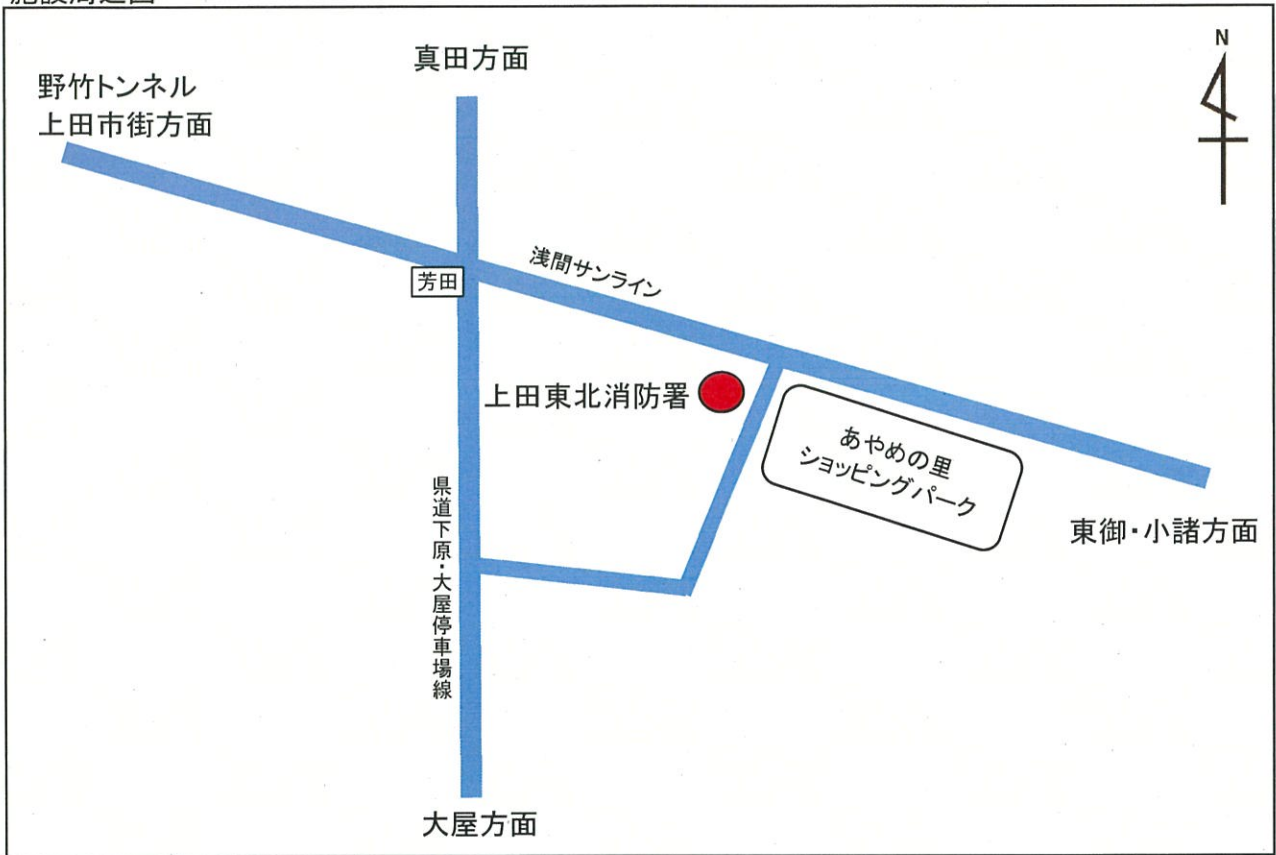 真田方面
N
野竹トンネル
上田市街方面
浅間サンライン
芳田
上田東北消防署
あやめの里
ショッピングパーク
県道下原・大屋停車場線
東御・小諸方面
大屋方面